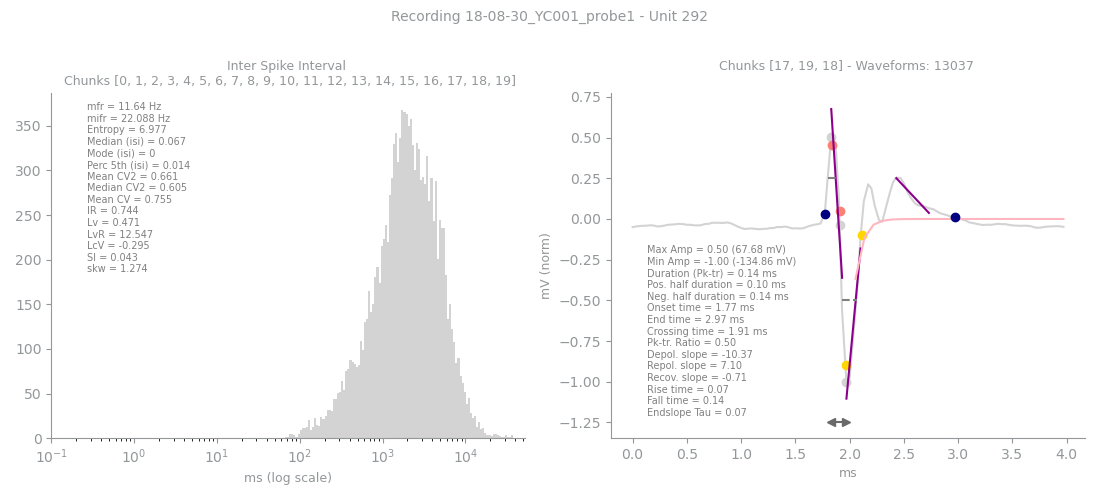 Recording 18-08-30_YC001_probe1 - Unit 292
Inter Spike Interval
Chunks [0, 1, 2, 3, 4, 5, 6, 7, 8, 9, 10, 11, 12, 13, 14, 15, 16, 17, 18, 19]
350
300
250
200
150
100
50
0
mfr = 11.64 Hz
mifr = 22.088 Hz
Entropy = 6.977
Median (isi) = 0.067
Mode (isi) = 0
Perc 5th (isi) = 0.014
Mean CV2 = 0.661
Median CV2 = 0.605
Mean CV = 0.755
IR = 0.744
Lv = 0.471
LvR = 12.547
LcV = -0.295
SI = 0.043
skw = 1.274
10⁻¹ 10⁰ 10¹ 10² 10³ 10⁴
ms (log scale)
Chunks [17, 19, 18] - Waveforms: 13037
mV (norm)
0.75
0.50
0.25
0.00
−0.25
−0.50
−0.75
−1.00
−1.25
Max Amp = 0.50 (67.68 mV)
Min Amp = -1.00 (-134.86 mV)
Duration (Pk-tr) = 0.14 ms
Pos. half duration = 0.10 ms
Neg. half duration = 0.14 ms
Onset time = 1.77 ms
End time = 2.97 ms
Crossing time = 1.91 ms
Pk-tr. Ratio = 0.50
Depol. slope = -10.37
Repol. slope = 7.10
Recov. slope = -0.71
Rise time = 0.07
Fall time = 0.14
Endslope Tau = 0.07
0.0 0.5 1.0 1.5 2.0 2.5 3.0 3.5 4.0
ms